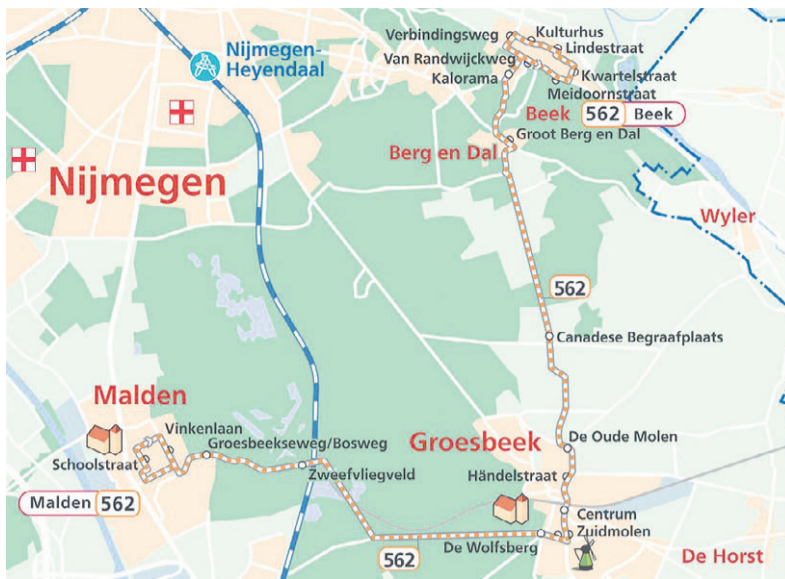 Verbindingsweg
Kulturhus
Lindestraat
Nijmegen-
Heyendaal
Van Randwijckweg
Kalorama
Kwartelstraat
Meidoornstraat
Beek 562 Beek
Groot Berg en Dal
Berg en Dal
Nijmegen
Wyler
562
Canadese Begraafplaats
Malden
Vinkenlaan
Groesbeekseweg/Bosweg
Groesbeek
De Oude Molen
Schoolstraat
Zweefvliegveld
Händelstraat
Malden 562
Centrum
Zuidmolen
De Wolfsberg
562
De Horst